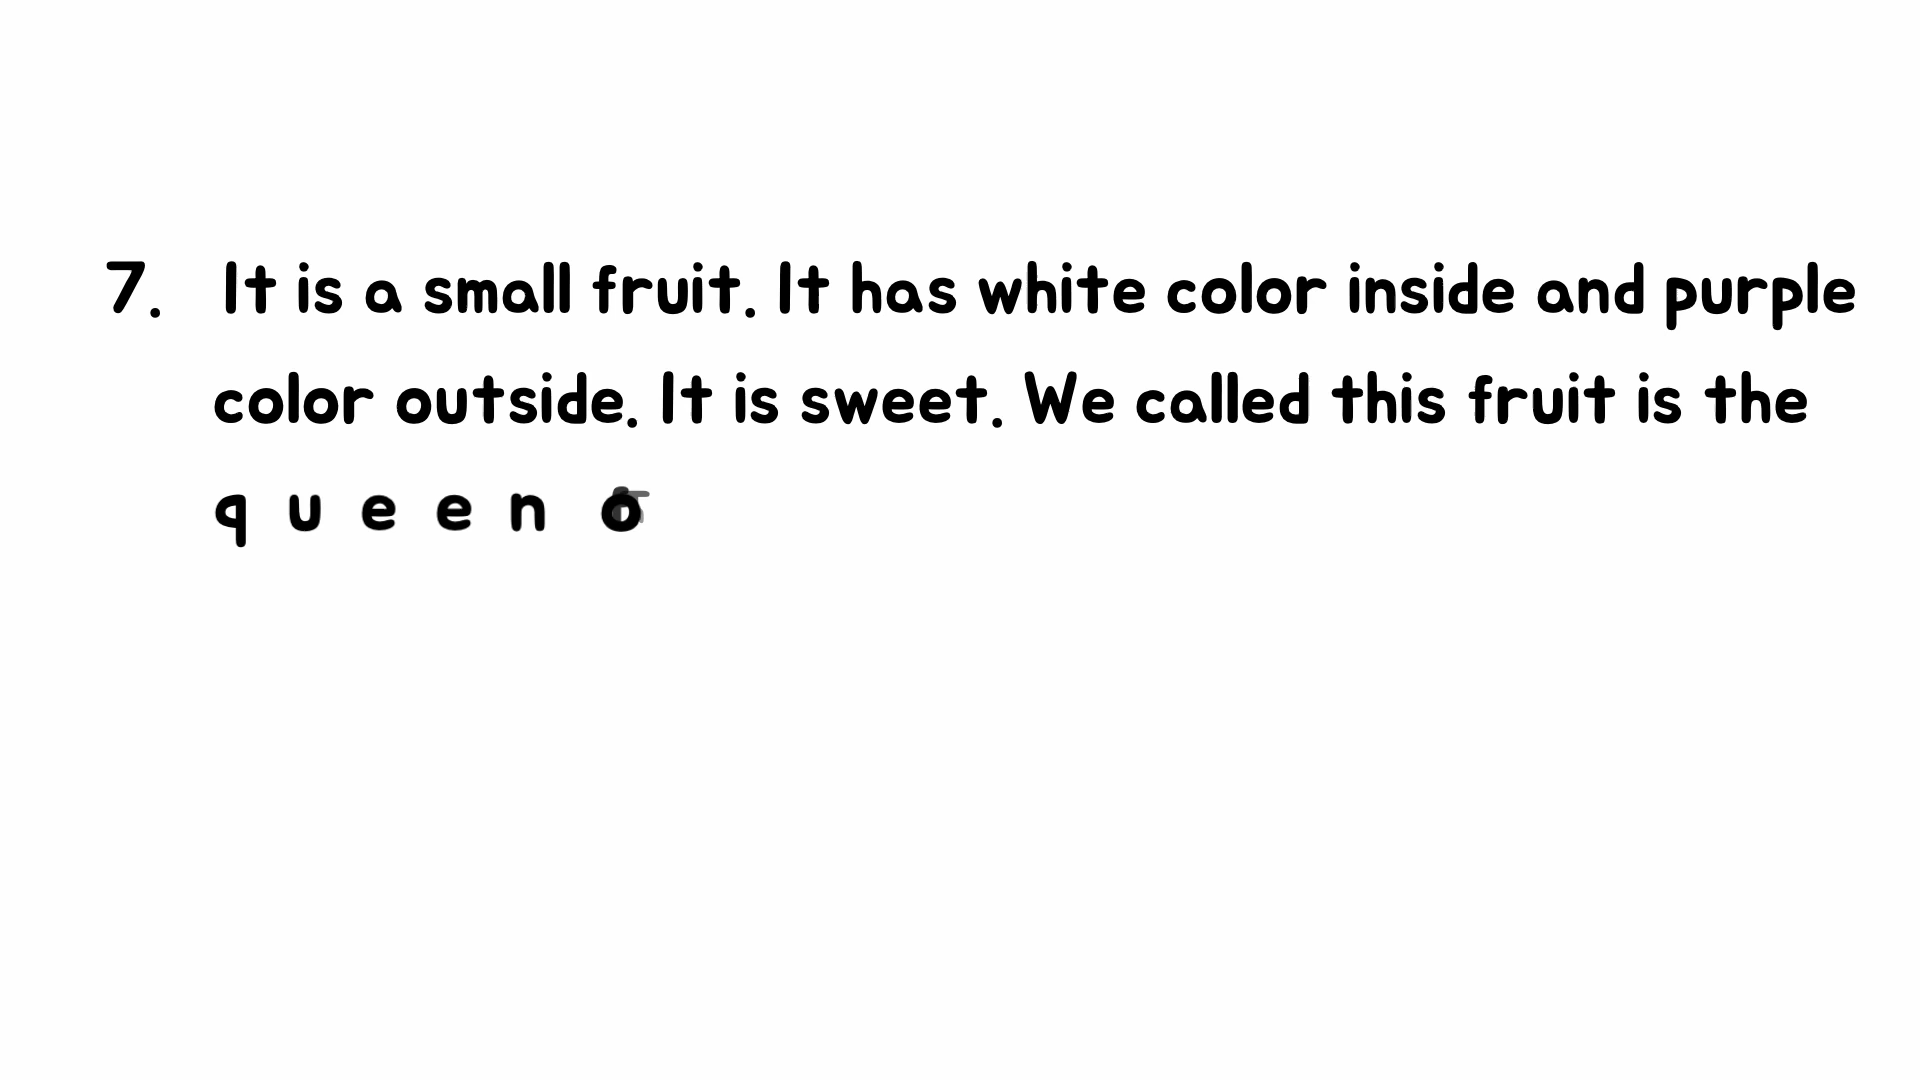 7. It is a small fruit. It has white color inside and purple
color outside. It is sweet. We called this fruit is the
q u e e n o